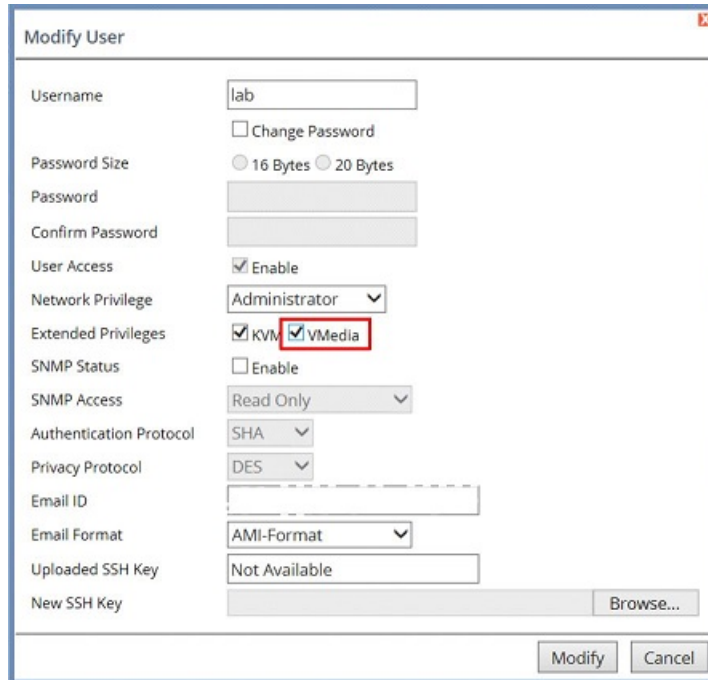 Modify User
Username lab
Change Password
Password Size 16 Bytes 20 Bytes
Password
Confirm Password
User Access Enable
Network Privilege Administrator
Extended Privileges KVM VMedia
SNMP Status Enable
SNMP Access Read Only
Authentication Protocol SHA
Privacy Protocol DES
Email ID
Email Format AMI-Format
Uploaded SSH Key Not Available
New SSH Key Browse...
Modify Cancel